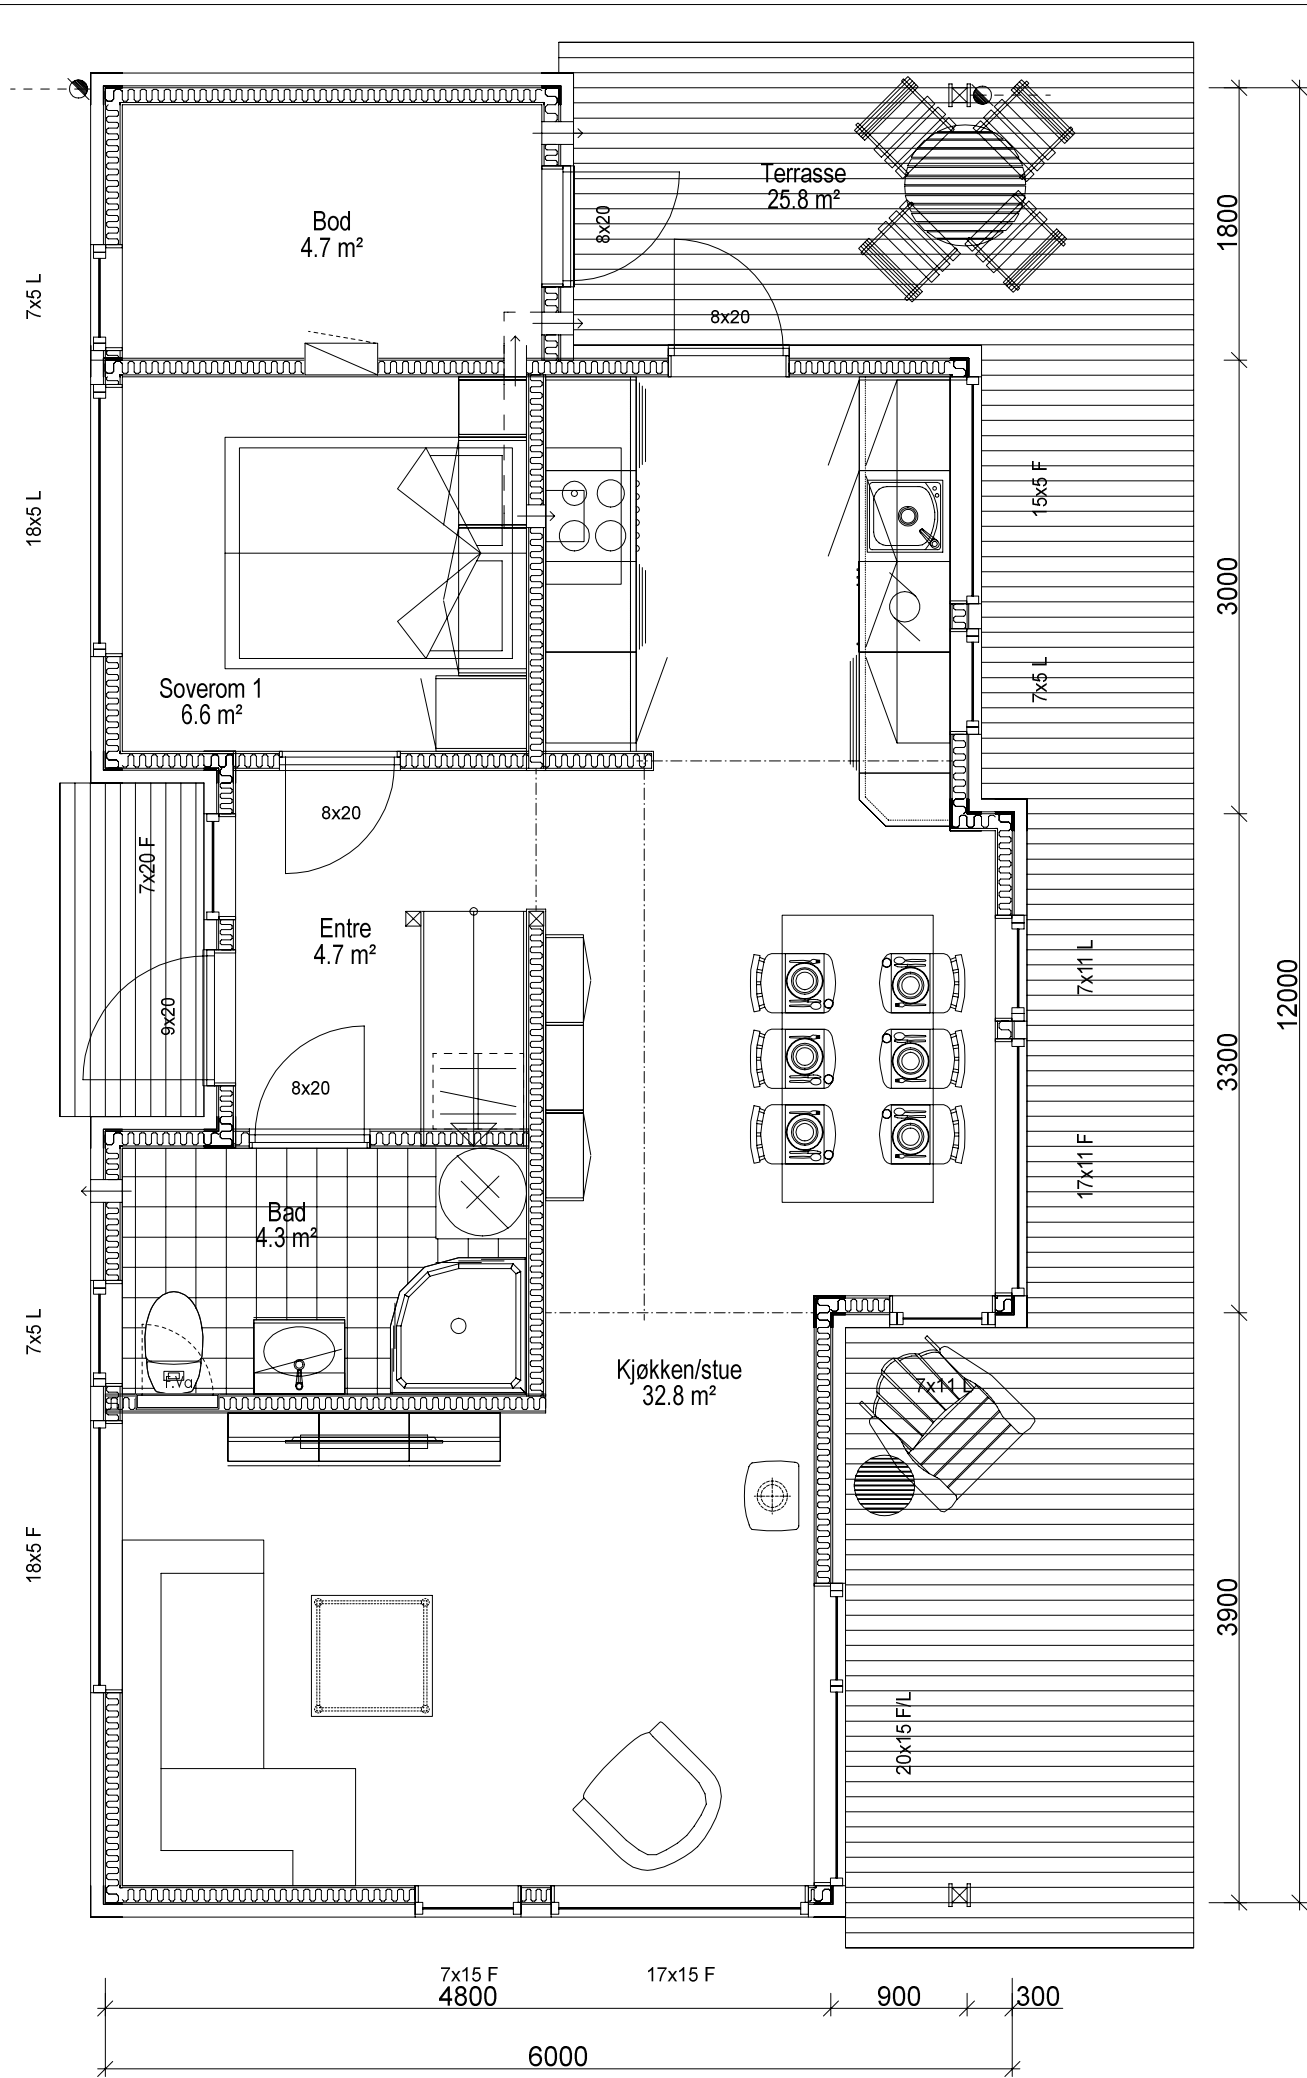 Terrasse
25.8 m²
Bod
4.7 m²
8x20
1800
7x5 L
8x20
15x5 F
18x5 L
3000
7x5 L
Soverom 1
6.6 m²
8x20
7x20 F
Entre
4.7 m²
7x11 L
12000
9x20
3300
8x20
17x11 F
Bad
4.3 m²
7x5 L
Kjøkken/stue
32.8 m²
7x11 L
18x5 F
3900
20x15 F/L
7x15 F
17x15 F
4800
900
300
6000